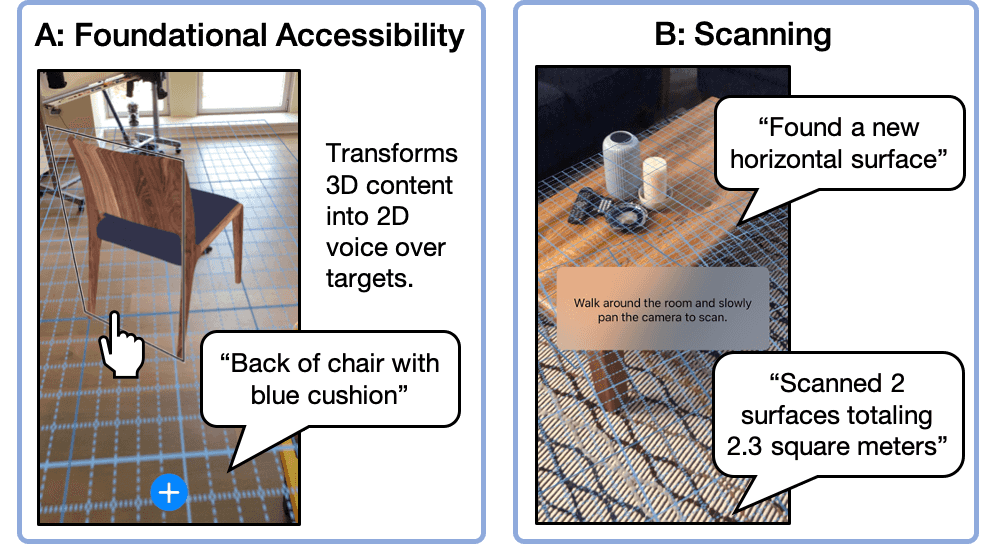 A: Foundational Accessibility
Transforms
3D content
into 2D
voice over
targets.
“Back of chair with
blue cushion”
B: Scanning
“Found a new
horizontal surface”
Walk around the room and slowly
pan the camera to scan.
“Scanned 2
surfaces totaling
2.3 square meters”